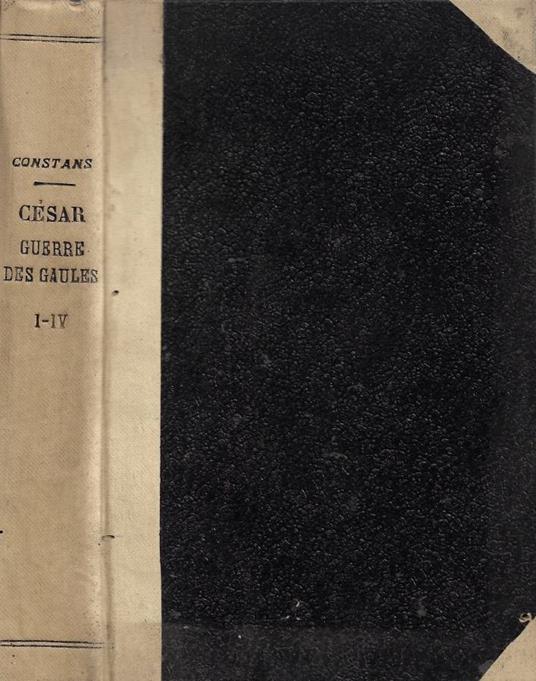 CONSTANS
CÉSAR
GUERRE
DES GAULES
I-IV